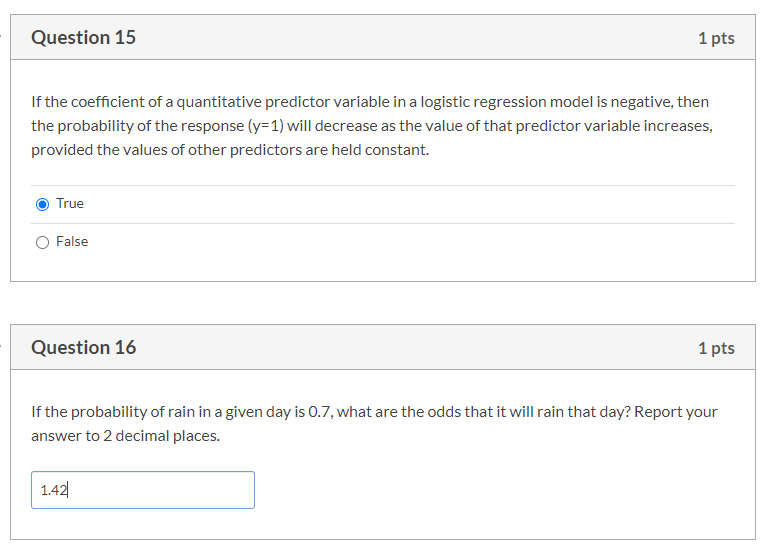 Question 15
1 pts
If the coefficient of a quantitative predictor variable in a logistic regression model is negative, then
the probability of the response (y=1) will decrease as the value of that predictor variable increases,
provided the values of other predictors are held constant.
True
False
Question 16
1 pts
If the probability of rain in a given day is 0.7, what are the odds that it will rain that day? Report your
answer to 2 decimal places.
1.42